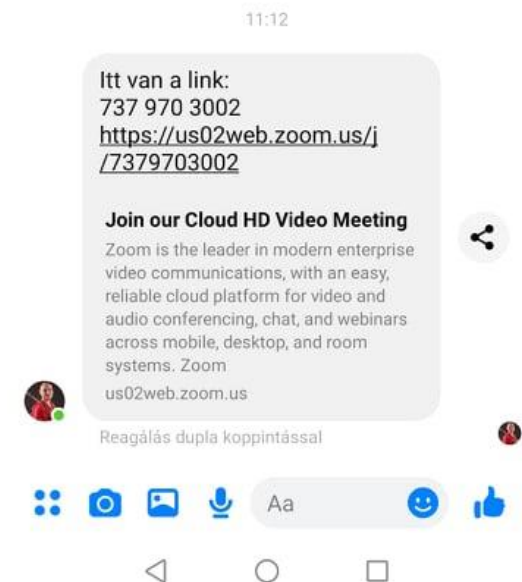 11:12
Itt van a link:
737 970 3002
https://us02web.zoom.us/j
/7379703002
Join our Cloud HD Video Meeting
Zoom is the leader in modern enterprise
video communications, with an easy,
reliable cloud platform for video and
audio conferencing, chat, and webinars
across mobile, desktop, and room
systems. Zoom
us02web.zoom.us
Reagálás dupla koppintással
Aa